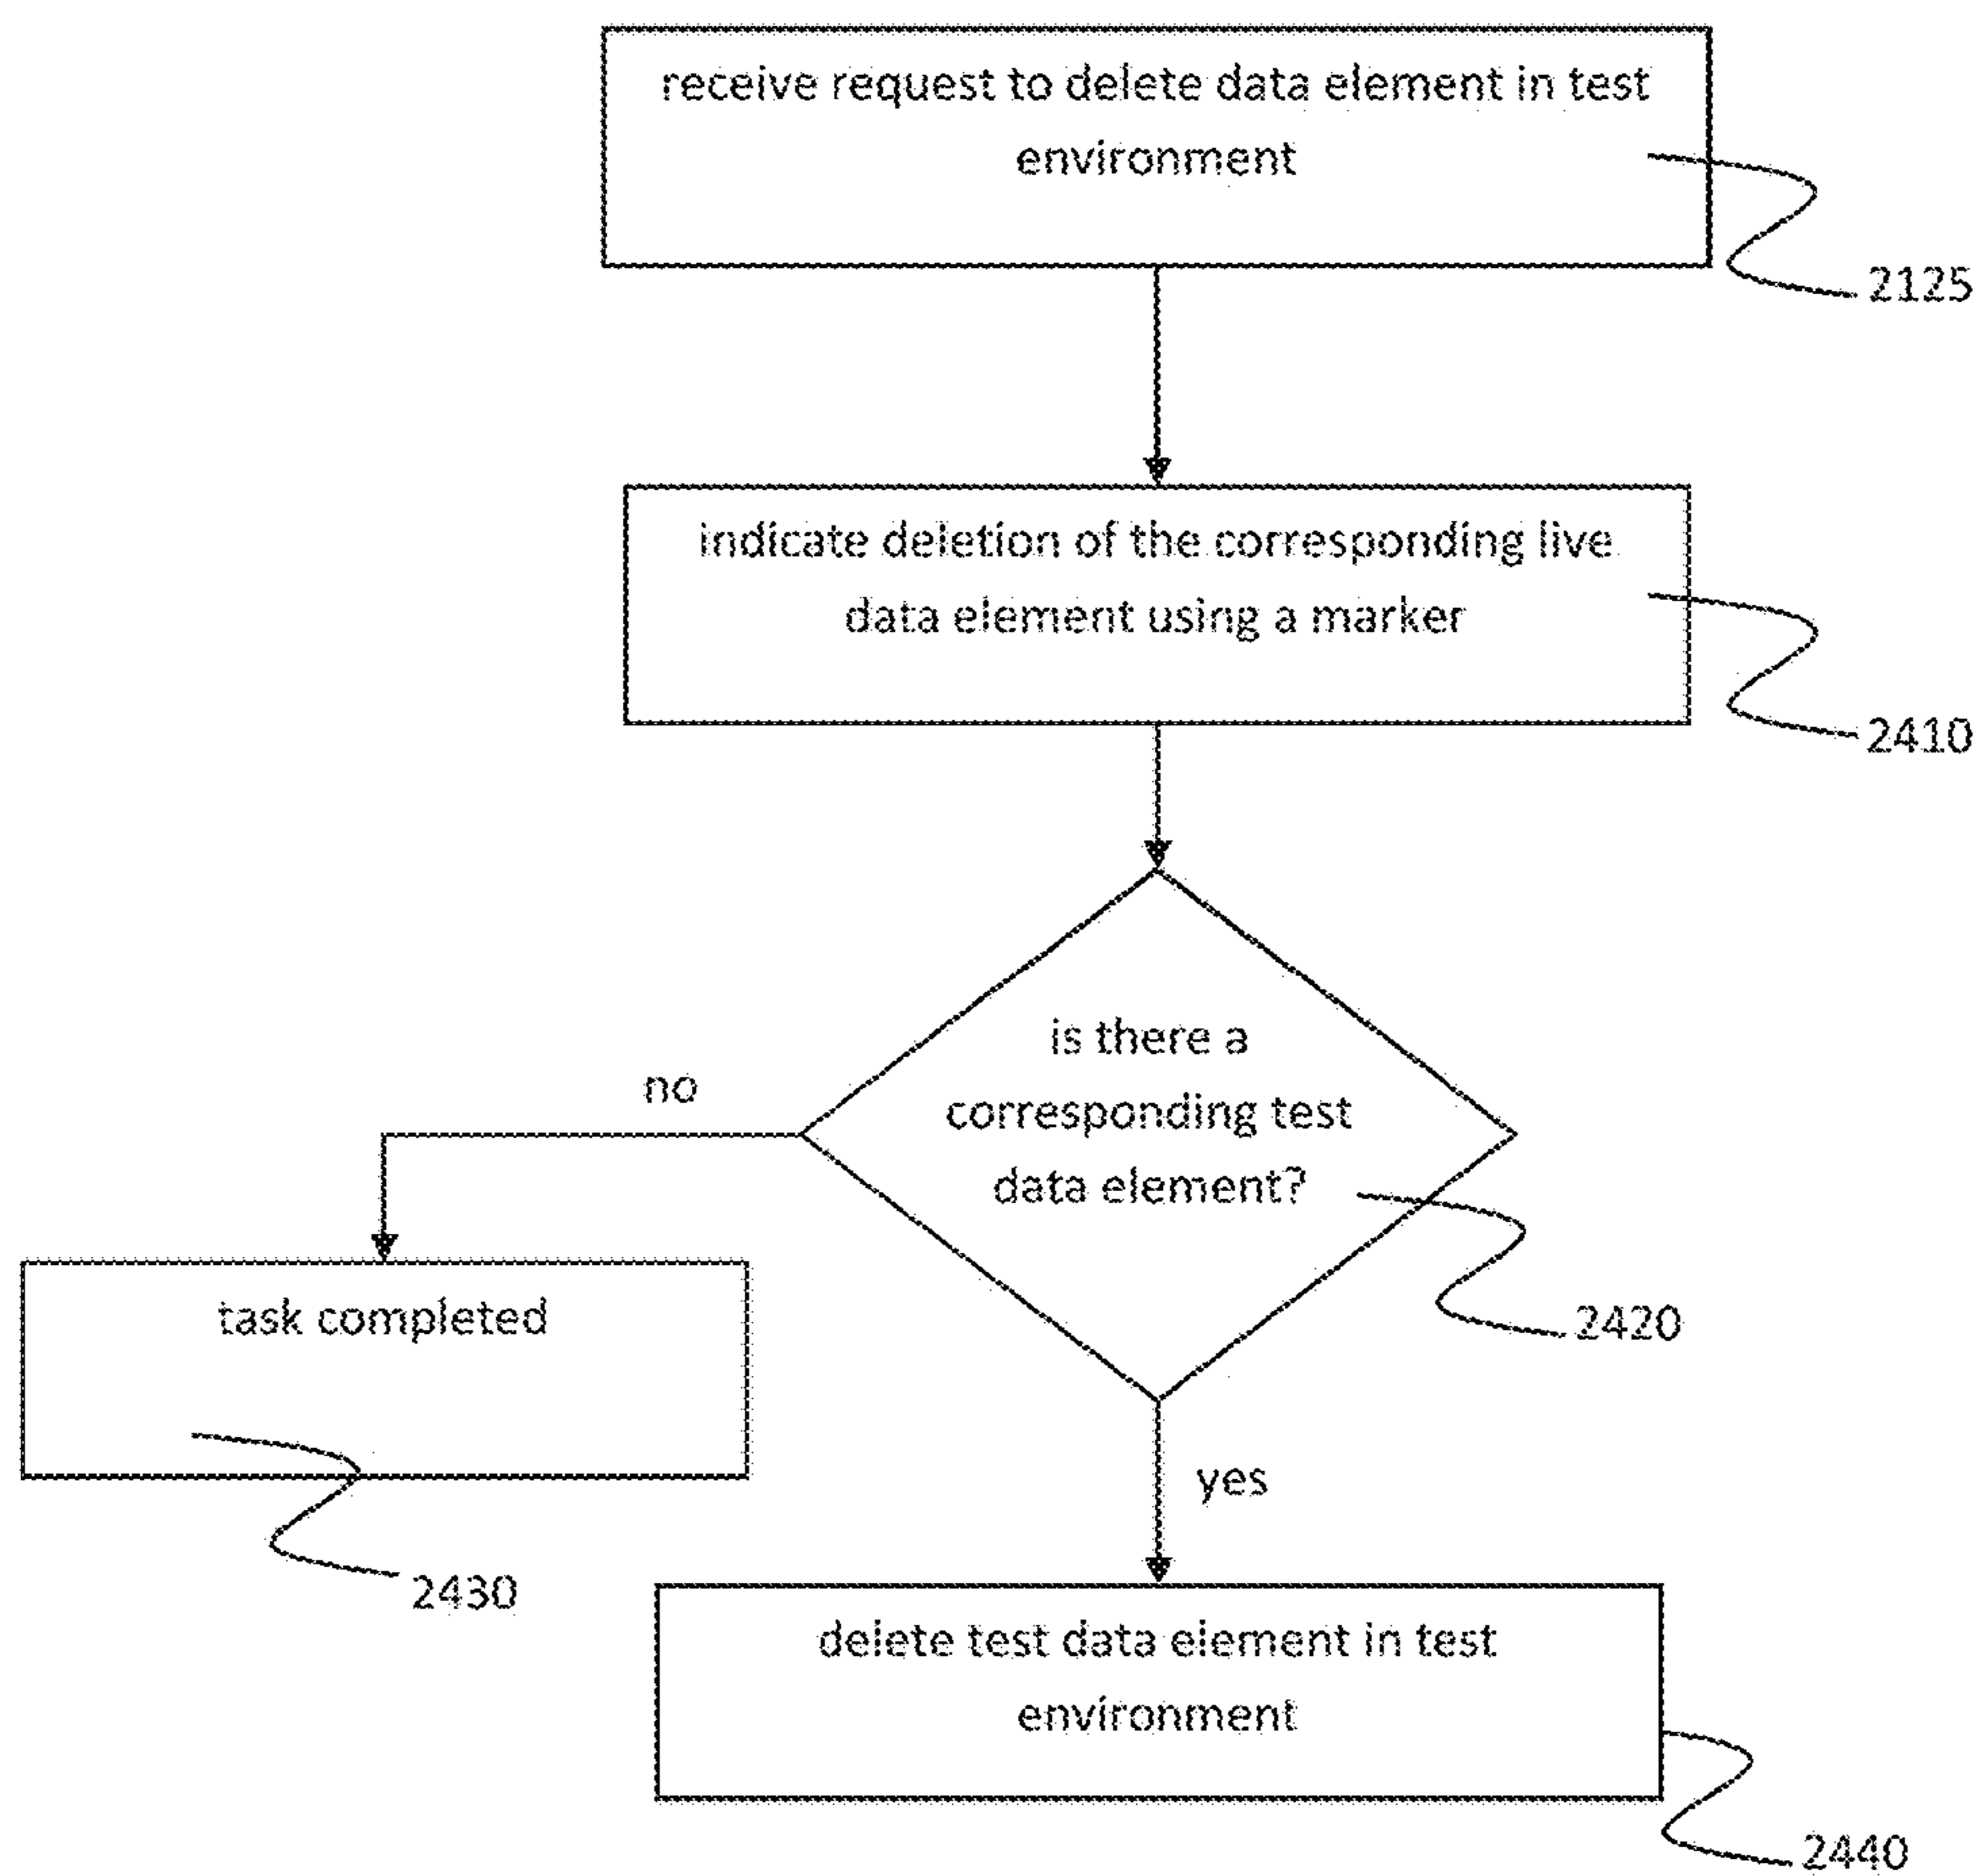 receive request to delete data element in test
environment
2125
indicate deletion of the corresponding live
data element using a marker
2410
is there a
corresponding test
data element?
2420
no
task completed
2430
yes
delete test data element in test
environment
2440